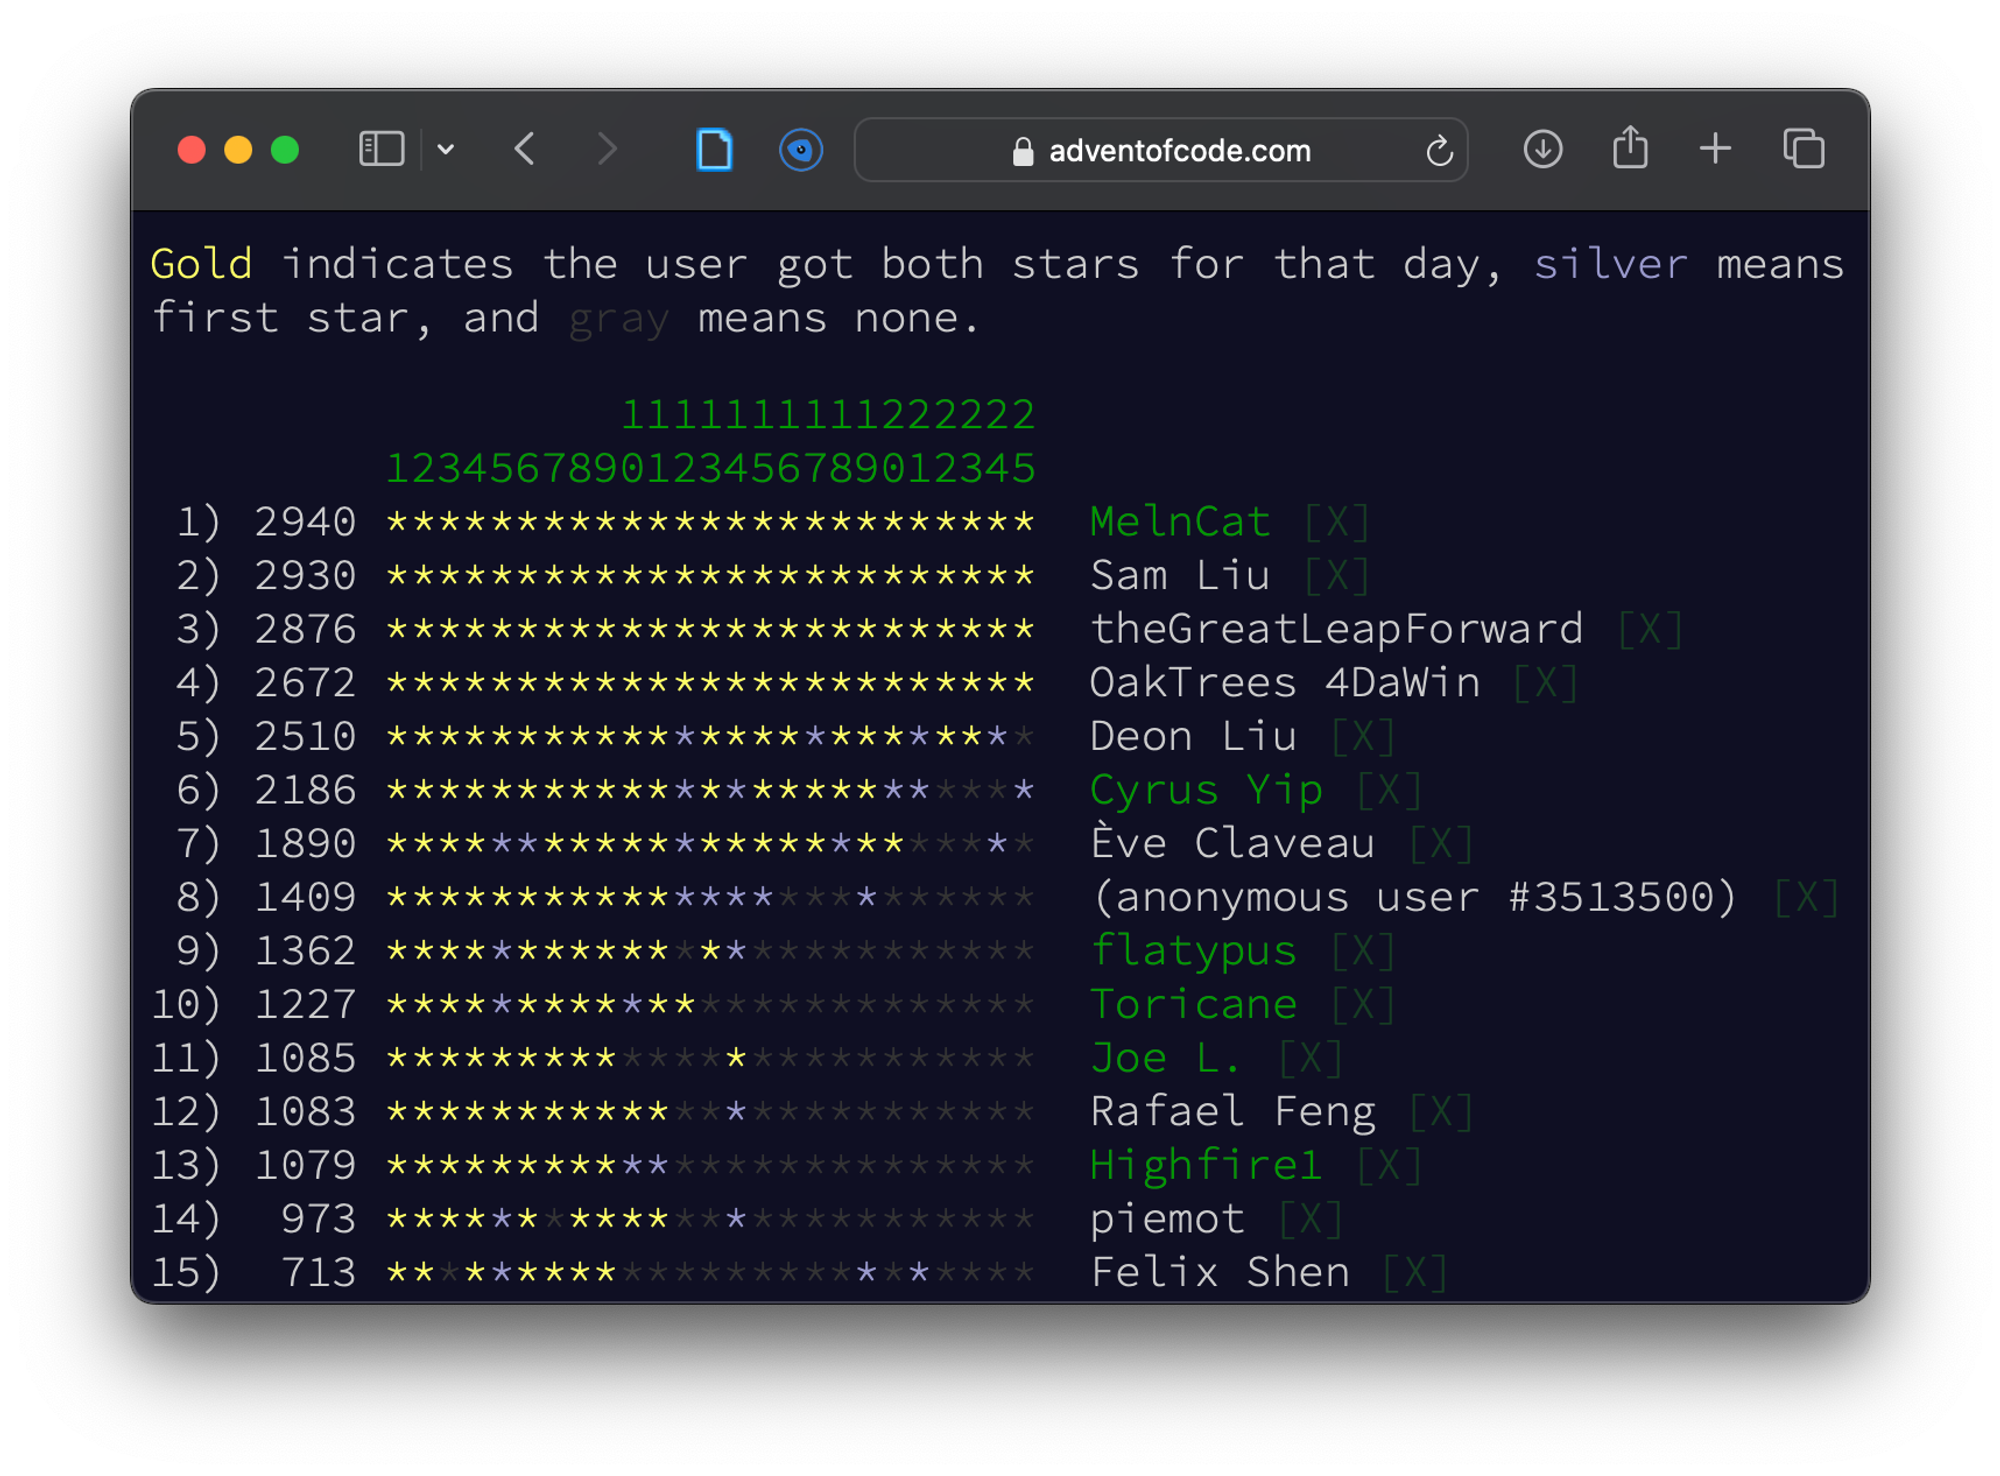 adventofcode.com
Gold indicates the user got both stars for that day, silver means
first star, and gray means none.
1111111111222222
1234567890123456789012345
1) 2940 ************************* MelnCat [X]
2) 2930 ************************* Sam Liu [X]
3) 2876 ************************* theGreatLeapForward [X]
4) 2672 ************************* OakTrees 4DaWin [X]
5) 2510 ************************* Deon Liu [X]
6) 2186 ************************* Cyrus Yip [X]
7) 1890 ************************* Ève Claveau [X]
8) 1409 ************************* (anonymous user #3513500) [X]
9) 1362 ************************* flatypus [X]
10) 1227 ************************* Toricane [X]
11) 1085 ************************* Joe L. [X]
12) 1083 ************************* Rafael Feng [X]
13) 1079 ************************* Highfire1 [X]
14) 973 ************************* piemot [X]
15) 713 ************************* Felix Shen [X]